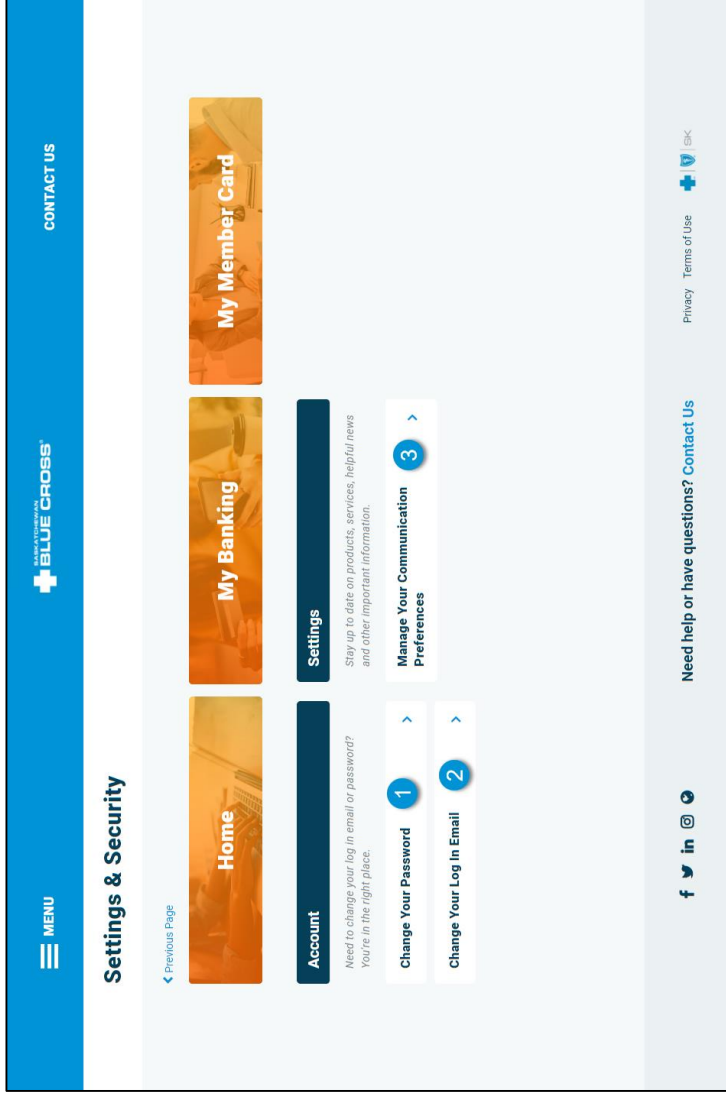 MENU
SASKATCHEWAN
BLUE CROSS®
CONTACT US
Settings & Security
Previous Page
Home
My Banking
My Member Card
Account
Need to change your log in email or password?
You're in the right place.
Change Your Password
1
Change Your Log In Email
2
Settings
Stay up to date on products, services, helpful news
and other important information.
Manage Your Communication
Preferences
3
Need help or have questions? Contact Us
Privacy Terms of Use
SK